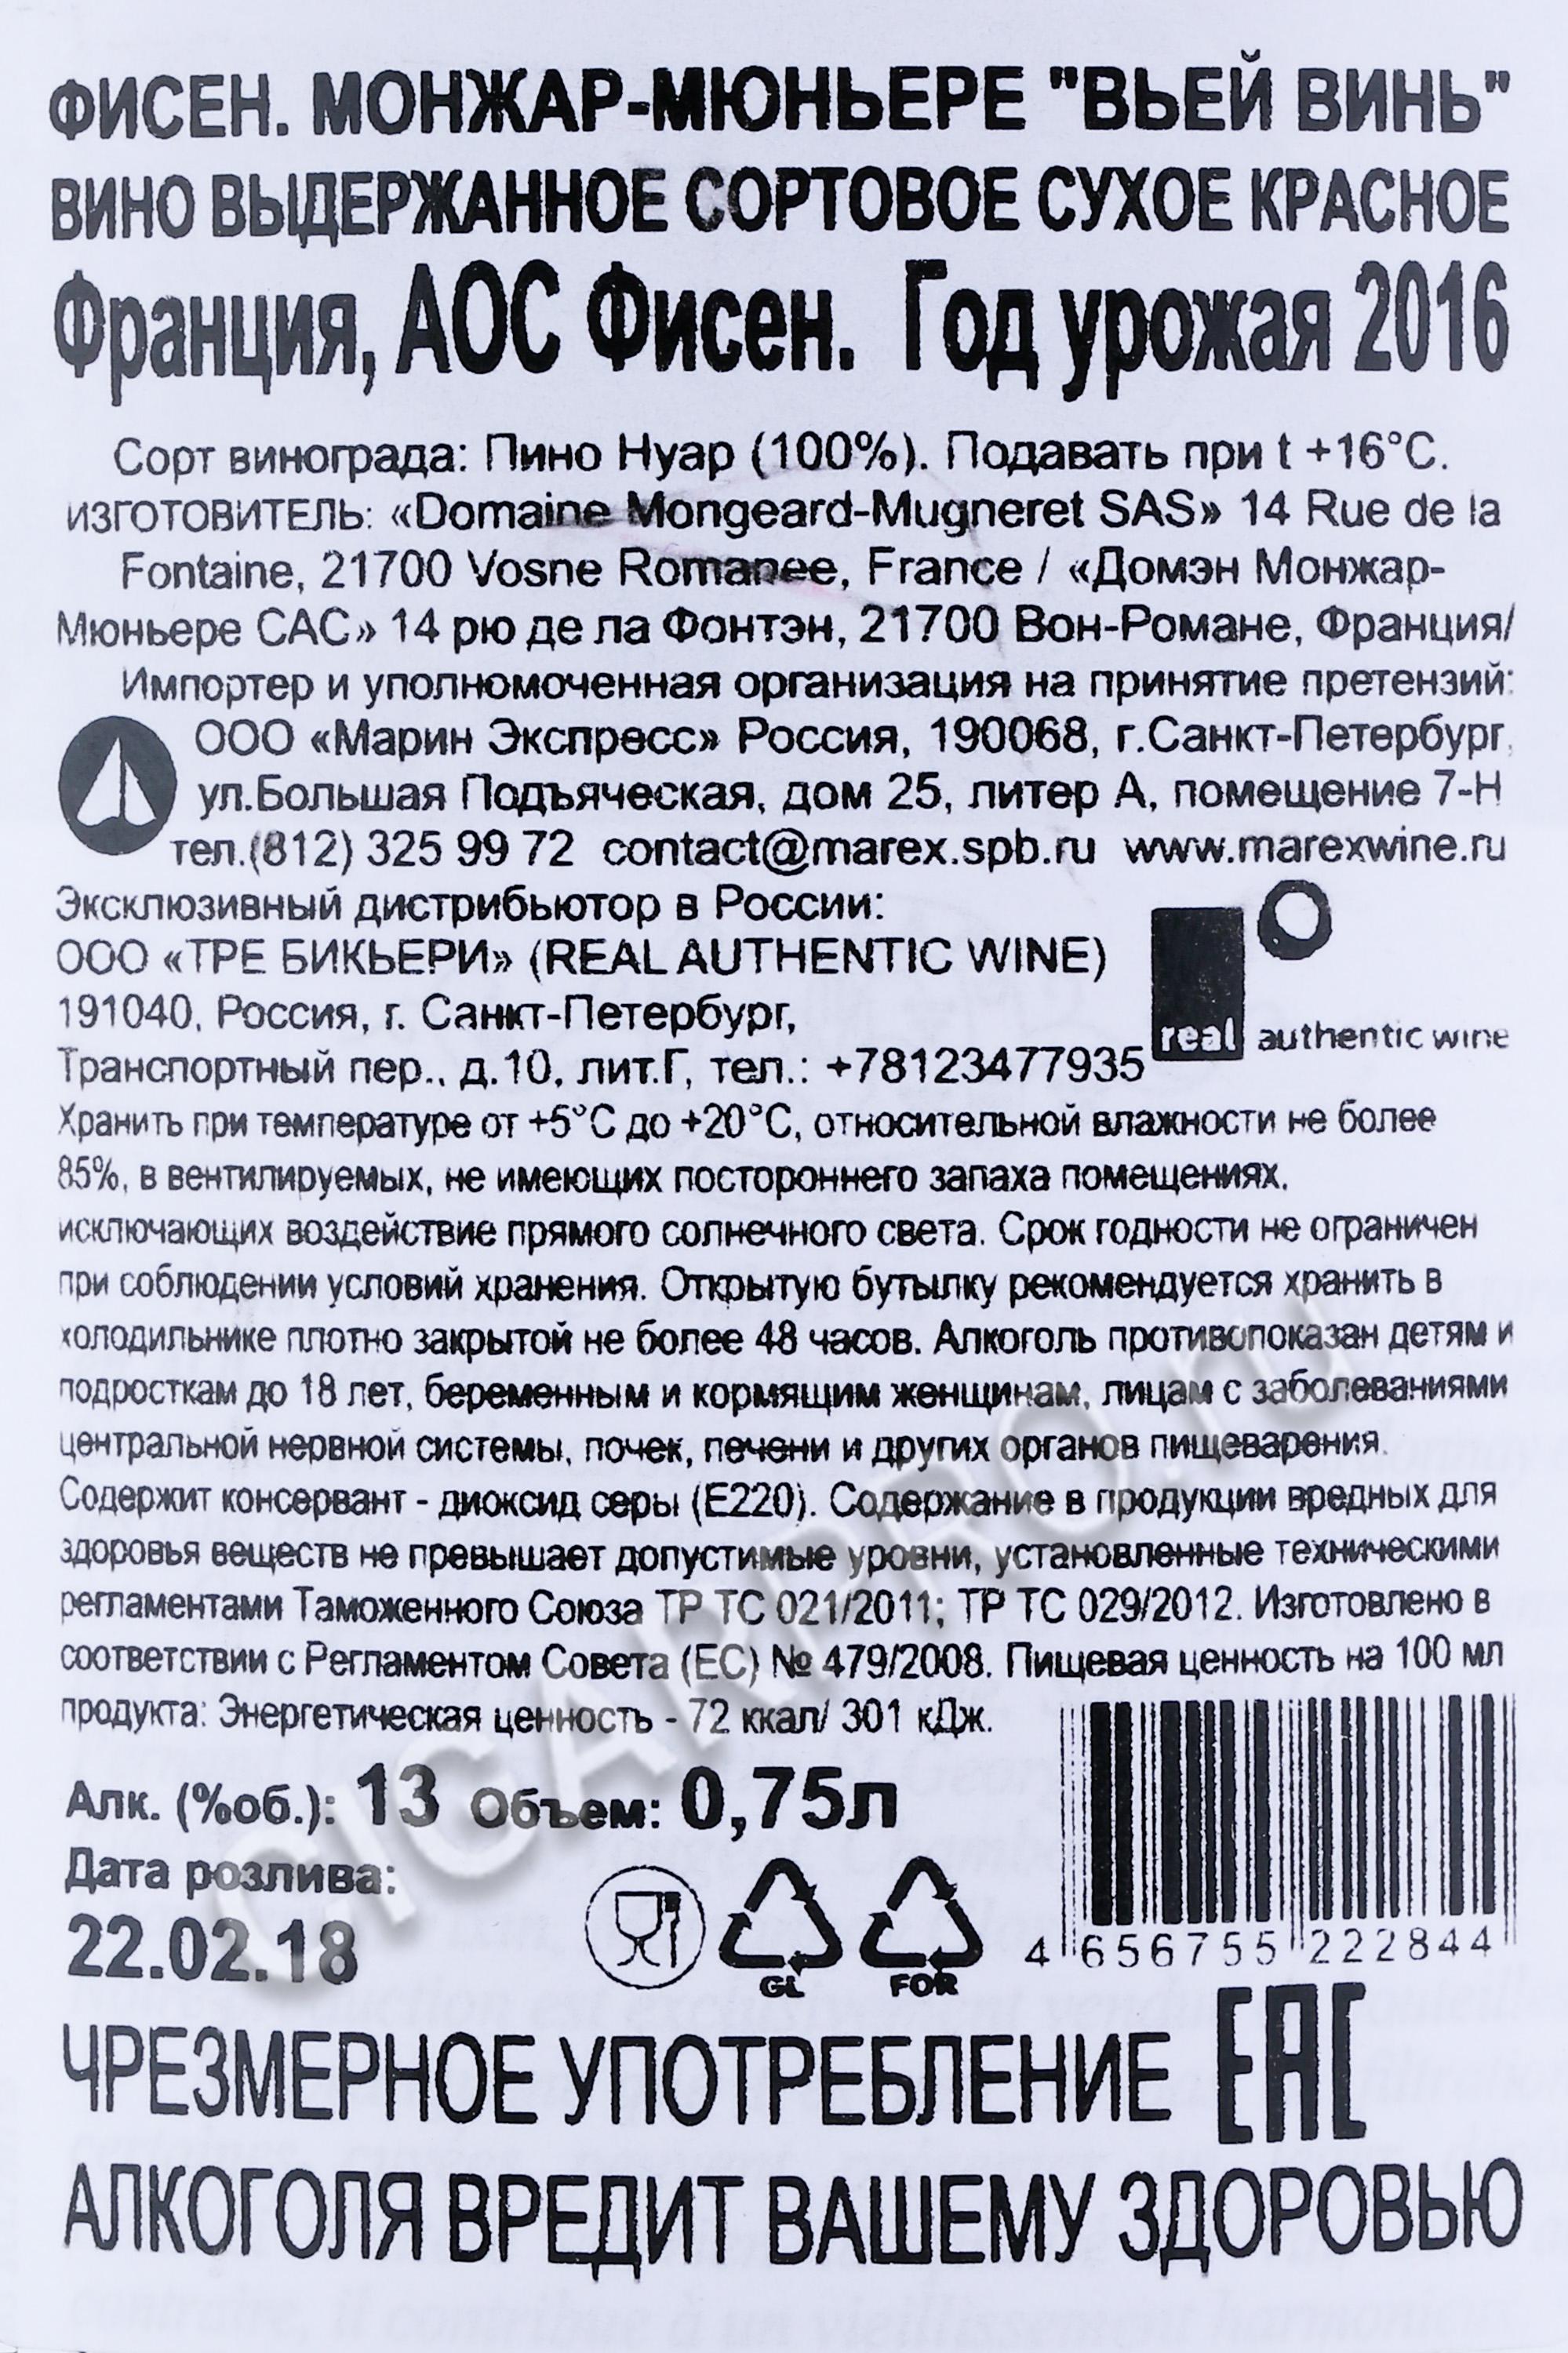 ФИСЕН. МОНЖАР-МЮНЬЕРЕ "ВЬЕЙ ВИНЬ"
ВИНО ВЫДЕРЖАННОЕ СОРТОВОЕ СУХОЕ КРАСНОЕ
Франция, АОС Фисен. Год урожая 2016
Сорт винограда: Пино Нуар (100%). Подавать при t +16°С.
ИЗГОТОВИТЕЛЬ: «Domaine Mongeard-Mugneret SAS» 14 Rue de la
Fontaine, 21700 Vosne Romanee, France / «Домэн Монжар-
Мюньере САС» 14 рю де ла Фонтэн, 21700 Вон-Романе, Франция/
Импортер и уполномоченная организация на принятие претензий:
ООО «Марин Экспресс» Россия, 190068, г.Санкт-Петербург,
ул.Большая Подъяческая, дом 25, литер А, помещение 7-Н
тел.(812) 325 99 72 contact@marex.spb.ru www.marexwine.ru
Эксклюзивный дистрибьютор в России:
ООО «ТРЕ БИКЬЕРИ» (REAL AUTHENTIC WINE)
191040, Россия, г. Санкт-Петербург,
Транспортный пер., д.10, лит.Г, тел.: +78123477935
real authentic wine
Хранить при температуре от +5°С до +20°С, относительной влажности не более
85%, в вентилируемых, не имеющих постороннего запаха помещениях,
исключающих воздействие прямого солнечного света. Срок годности не ограничен
при соблюдении условий хранения. Открытую бутылку рекомендуется хранить в
холодильнике плотно закрытой не более 48 часов. Алкоголь противопоказан детям и
подросткам до 18 лет, беременным и кормящим женщинам, лицам с заболеваниями
центральной нервной системы, почек, печени и других органов пищеварения.
Содержит консервант - диоксид серы (Е220). Содержание в продукции вредных для
здоровья веществ не превышает допустимые уровни, установленные техническими
регламентами Таможенного Союза ТР ТС 021/2011; ТР ТС 029/2012. Изготовлено в
соответствии с Регламентом Совета (ЕС) № 479/2008. Пищевая ценность на 100 мл
продукта: Энергетическая ценность - 72 ккал/ 301 кДж.
Алк. (%об.): 13 Объем: 0,75л
Дата розлива:
22.02.18
GL FOR
4 656755 222844
ЧРЕЗМЕРНОЕ УПОТРЕБЛЕНИЕ EAC
АЛКОГОЛЯ ВРЕДИТ ВАШЕМУ ЗДОРОВЬЮ
CIGARPRO.ru